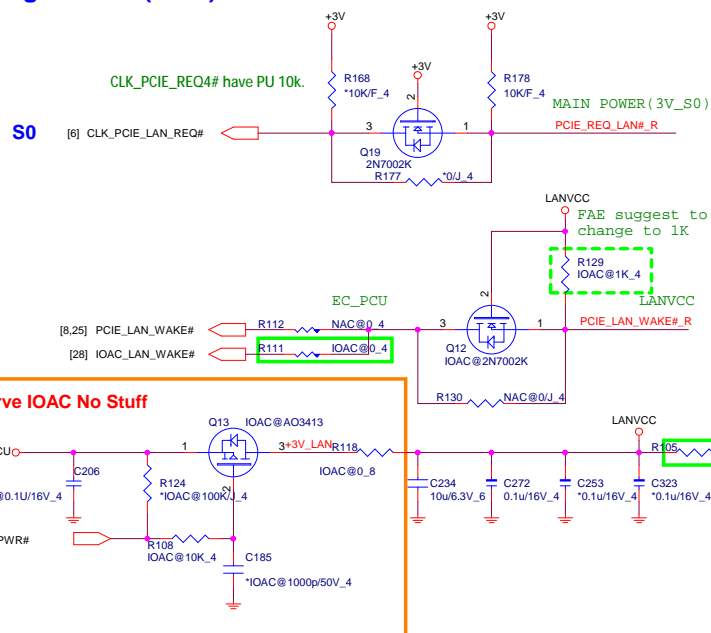 +3V
+3V
CLK_PCIE_REQ4# have PU 10k.
R168
*10K/F_4
+3V
R178
10K/F_4
MAIN POWER(3V_S0)
S0
[6] CLK_PCIE_LAN_REQ#
2
3
1
PCIE_REQ_LAN#_R
Q19
2N7002K
R177
*0/J_4
LANVCC
FAE suggest to
change to 1K
R129
IOAC@1K_4
EC_PCU
LANVCC
2
[8,25] PCIE_LAN_WAKE#
R112
NAC@0_4
3
1
PCIE_LAN_WAKE#_R
[28] IOAC_LAN_WAKE#
R111
IOAC@0_4
Q12
IOAC@2N7002K
R130
NAC@0/J_4
rve IOAC No Stuff
Q13
IOAC@AO3413
LANVCC
CU
1
3
+3V_LAN
R118
IOAC@0_8
R105
C206
@0.1U/16V_4
R124
*IOAC@100K/J_4
2
C234
10u/6.3V_6
C272
0.1u/16V_4
C253
*0.1u/16V_4
C323
*0.1u/16V_4
PWR#
R108
IOAC@10K_4
C185
*IOAC@1000p/50V_4